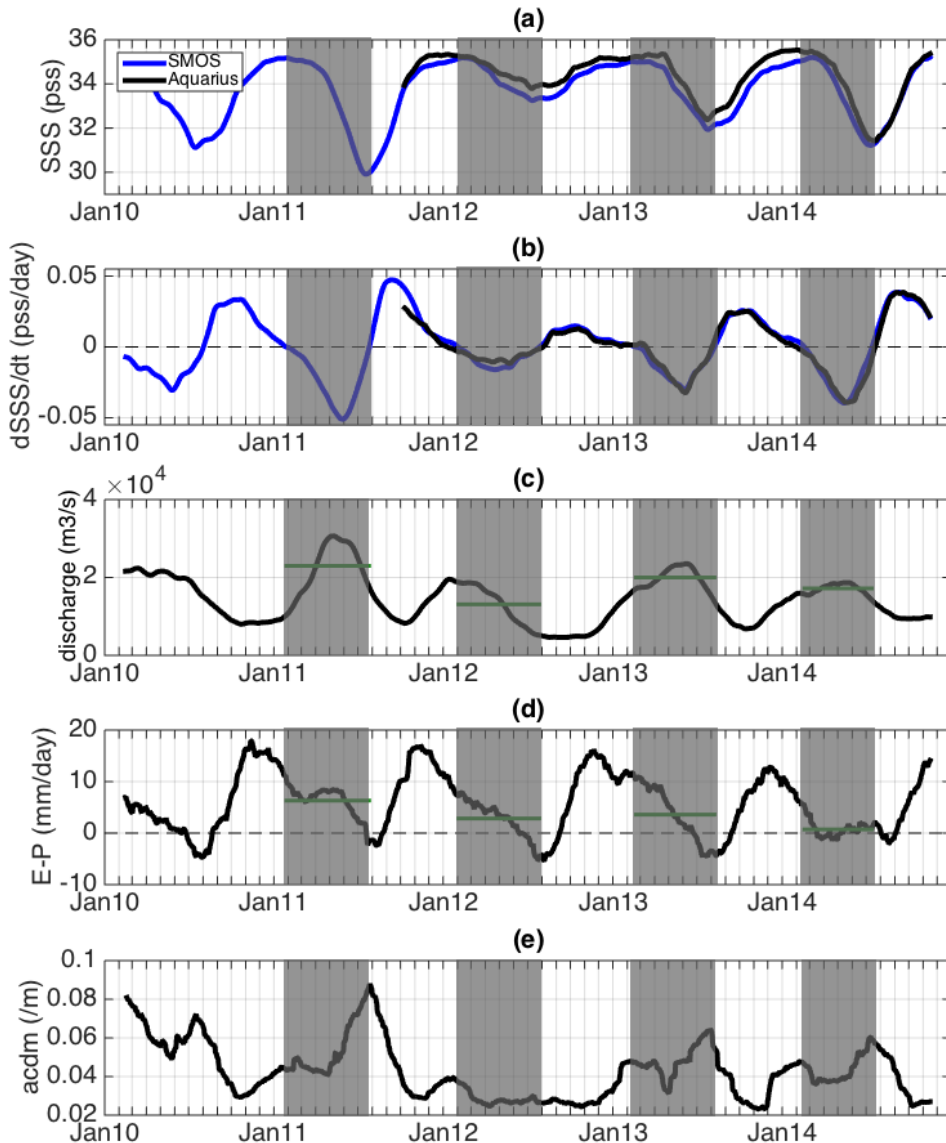 (a)
SSS (pss)
36
34
32
30
SMOS
Aquarius
Jan10 Jan11 Jan12 Jan13 Jan14
(b)
dSSS/dt (pss/day)
0.05
0
-0.05
Jan10 Jan11 Jan12 Jan13 Jan14
(c)
×10⁴
discharge (m3/s)
4
2
0
Jan10 Jan11 Jan12 Jan13 Jan14
(d)
E-P (mm/day)
20
10
0
-10
Jan10 Jan11 Jan12 Jan13 Jan14
(e)
acdm (/m)
0.1
0.08
0.06
0.04
0.02
Jan10 Jan11 Jan12 Jan13 Jan14